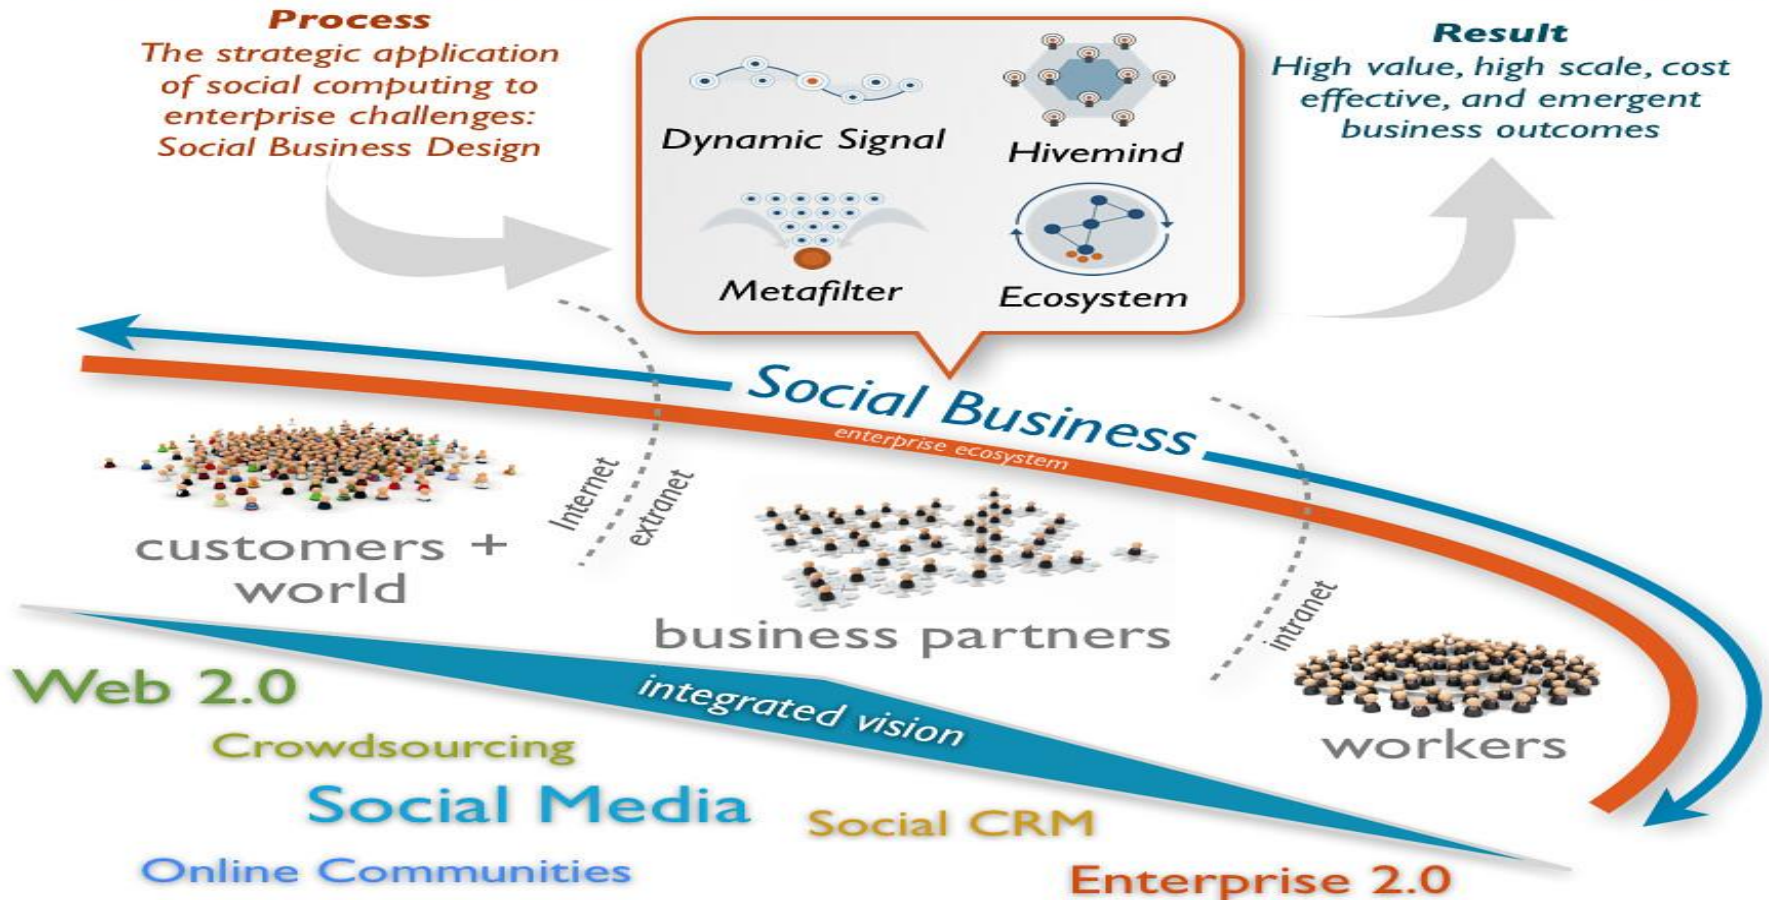 Process
The strategic application
of social computing to
enterprise challenges:
Social Business Design
Dynamic Signal
Hivemind
Metafilter
Ecosystem
Result
High value, high scale, cost
effective, and emergent
business outcomes
Social Business
enterprise ecosystem
Internet
extranet
intranet
customers +
world
business partners
workers
integrated vision
Web 2.0
Crowdsourcing
Social Media
Social CRM
Online Communities
Enterprise 2.0